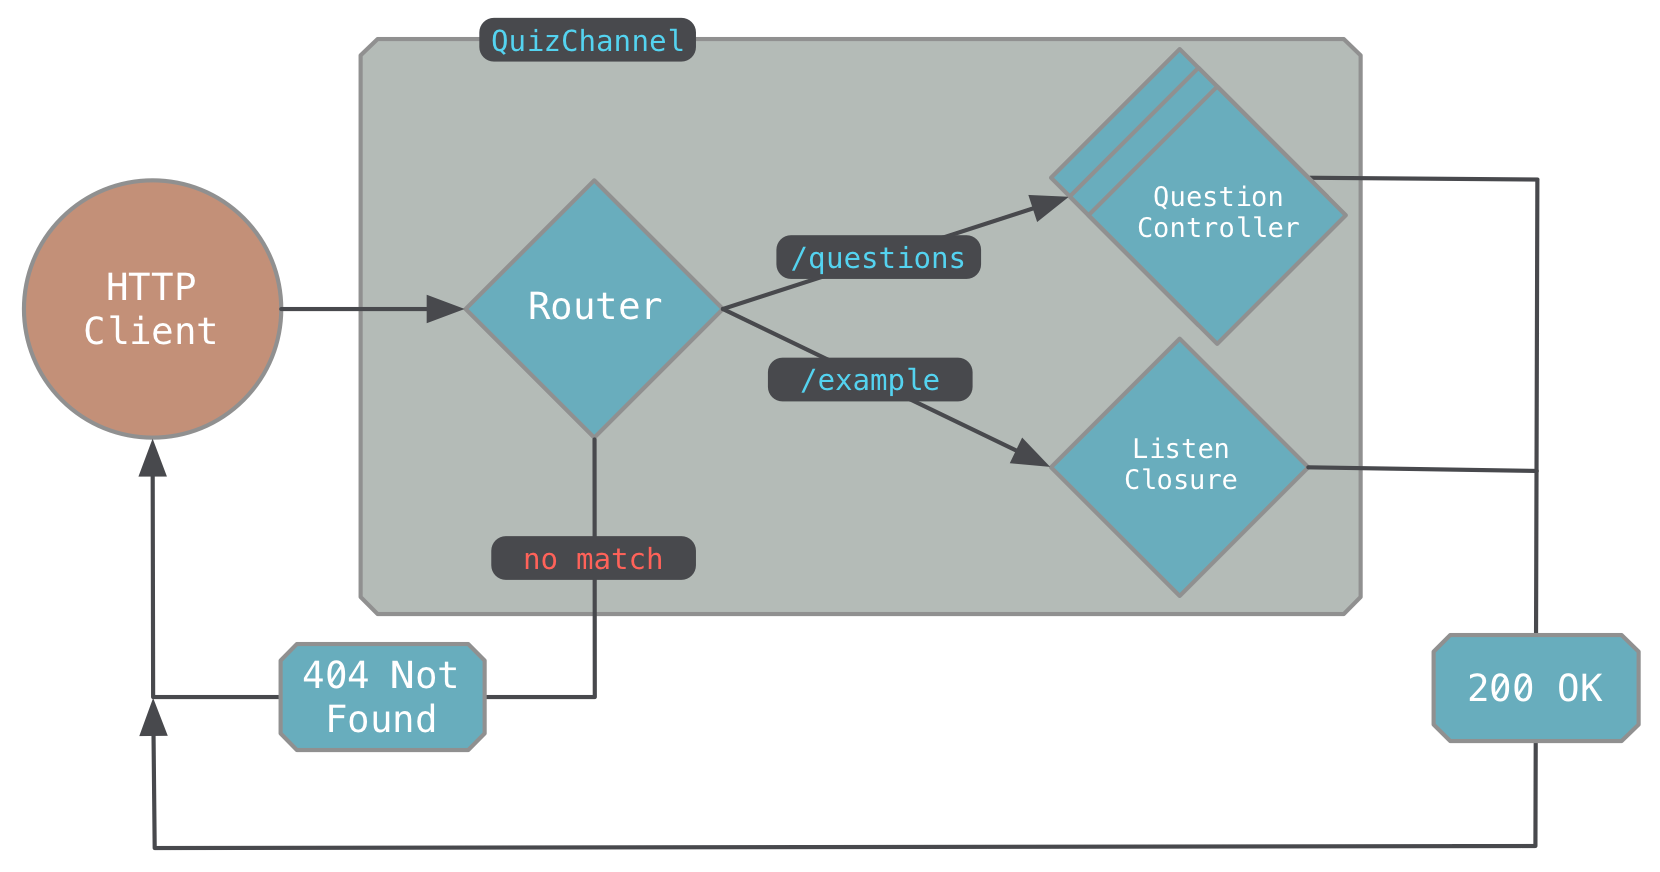 QuizChannel
HTTP
Client
Router
/questions
/example
Question
Controller
Listen
Closure
no match
404 Not
Found
200 OK